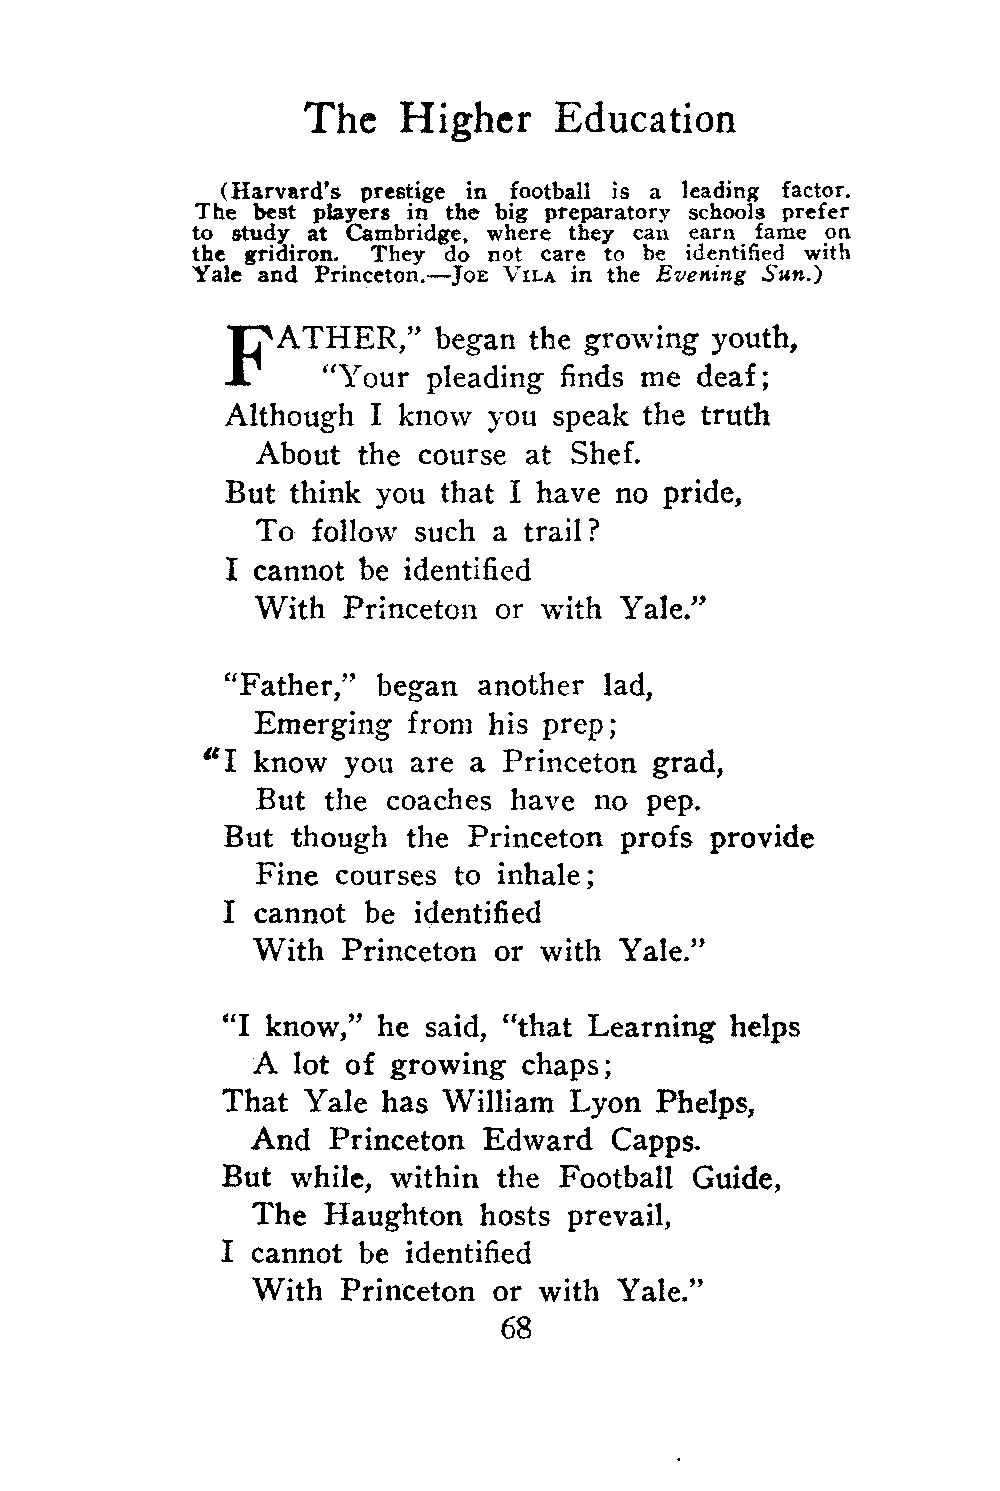 The Higher Education
(Harvard's prestige in football is a leading factor.
The best players in the big preparatory schools prefer
to study at Cambridge, where they can earn fame on
the gridiron. They do not care to be identified with
Yale and Princeton.—JOE VILA in the Evening Sun.)
FATHER,” began the growing youth,
“Your pleading finds me deaf;
Although I know you speak the truth
About the course at Shef.
But think you that I have no pride,
To follow such a trail?
I cannot be identified
With Princeton or with Yale.”
“Father,” began another lad,
Emerging from his prep;
“I know you are a Princeton grad,
But the coaches have no pep.
But though the Princeton profs provide
Fine courses to inhale;
I cannot be identified
With Princeton or with Yale.”
“I know,” he said, “that Learning helps
A lot of growing chaps;
That Yale has William Lyon Phelps,
And Princeton Edward Capps.
But while, within the Football Guide,
The Haughton hosts prevail,
I cannot be identified
With Princeton or with Yale.”
68